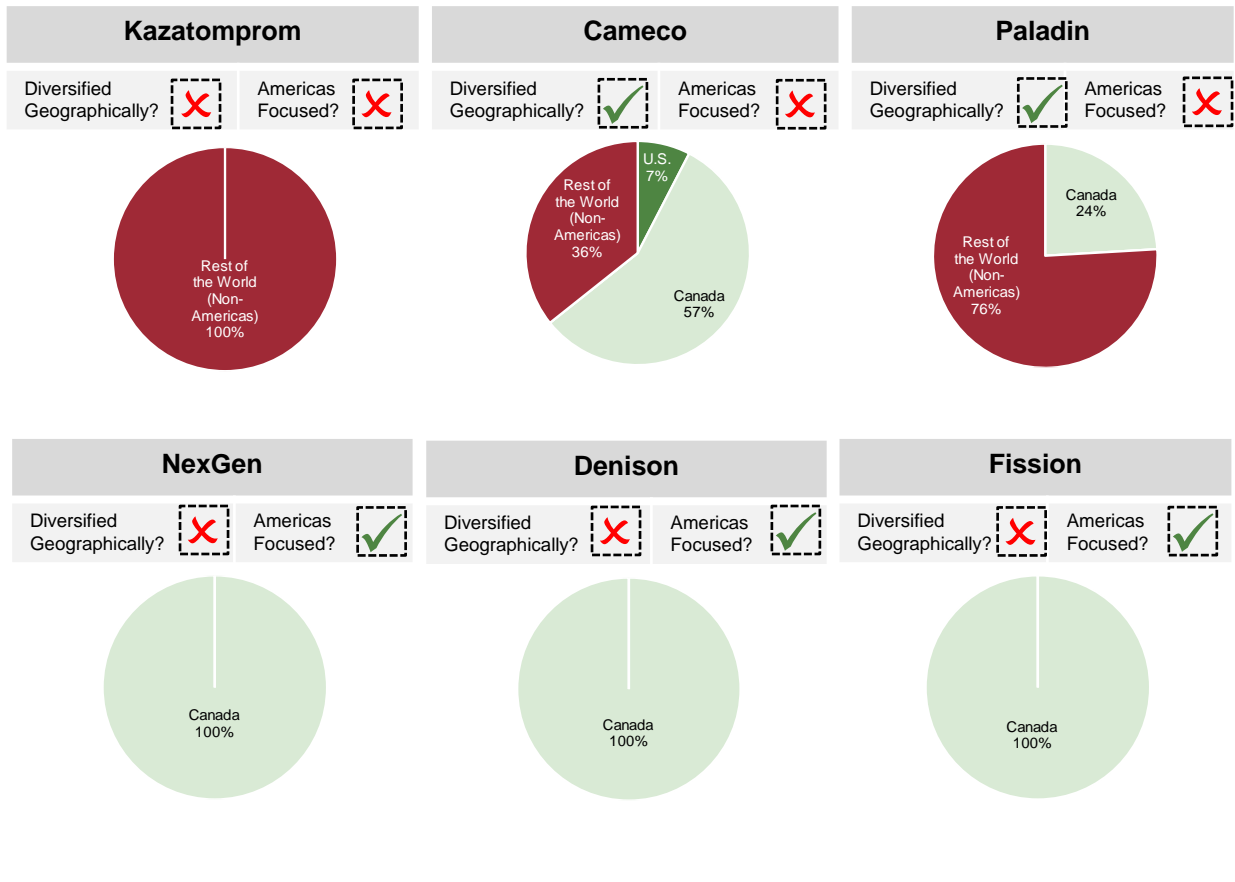 Kazatomprom
Diversified
Geographically?
Americas
Focused?
Rest of
the World
(Non-
Americas)
100%
Cameco
Diversified
Geographically?
Americas
Focused?
U.S.
7%
Rest of
the World
(Non-
Americas)
36%
Canada
57%
Paladin
Diversified
Geographically?
Americas
Focused?
Canada
24%
Rest of
the World
(Non-
Americas)
76%
NexGen
Diversified
Geographically?
Americas
Focused?
Canada
100%
Denison
Diversified
Geographically?
Americas
Focused?
Canada
100%
Fission
Diversified
Geographically?
Americas
Focused?
Canada
100%